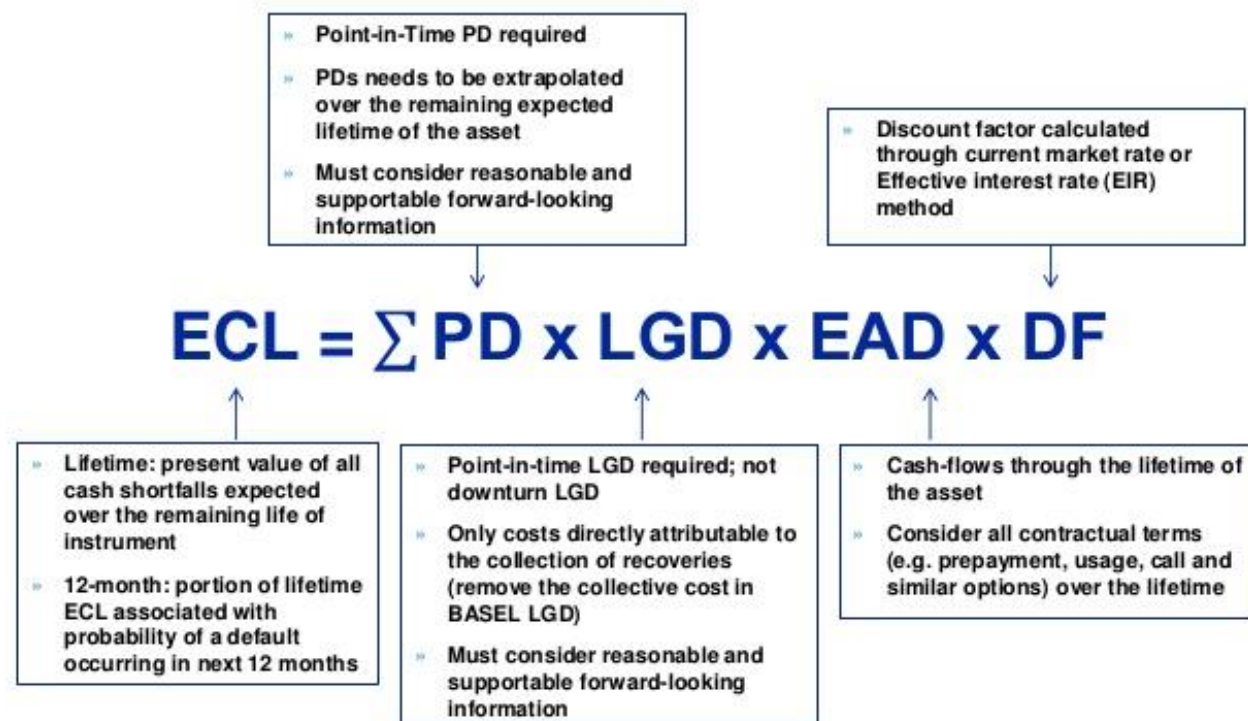 » Point-in-Time PD required
» PDs needs to be extrapolated
over the remaining expected
lifetime of the asset
» Must consider reasonable and
supportable forward-looking
information
» Discount factor calculated
through current market rate or
Effective interest rate (EIR)
method
ECL = ∑ PD x LGD x EAD x DF
» Lifetime: present value of all
cash shortfalls expected
over the remaining life of
instrument
» 12-month: portion of lifetime
ECL associated with
probability of a default
occurring in next 12 months
» Point-in-time LGD required; not
downturn LGD
» Only costs directly attributable to
the collection of recoveries
(remove the collective cost in
BASEL LGD)
» Must consider reasonable and
supportable forward-looking
information
» Cash-flows through the lifetime of
the asset
» Consider all contractual terms
(e.g. prepayment, usage, call and
similar options) over the lifetime